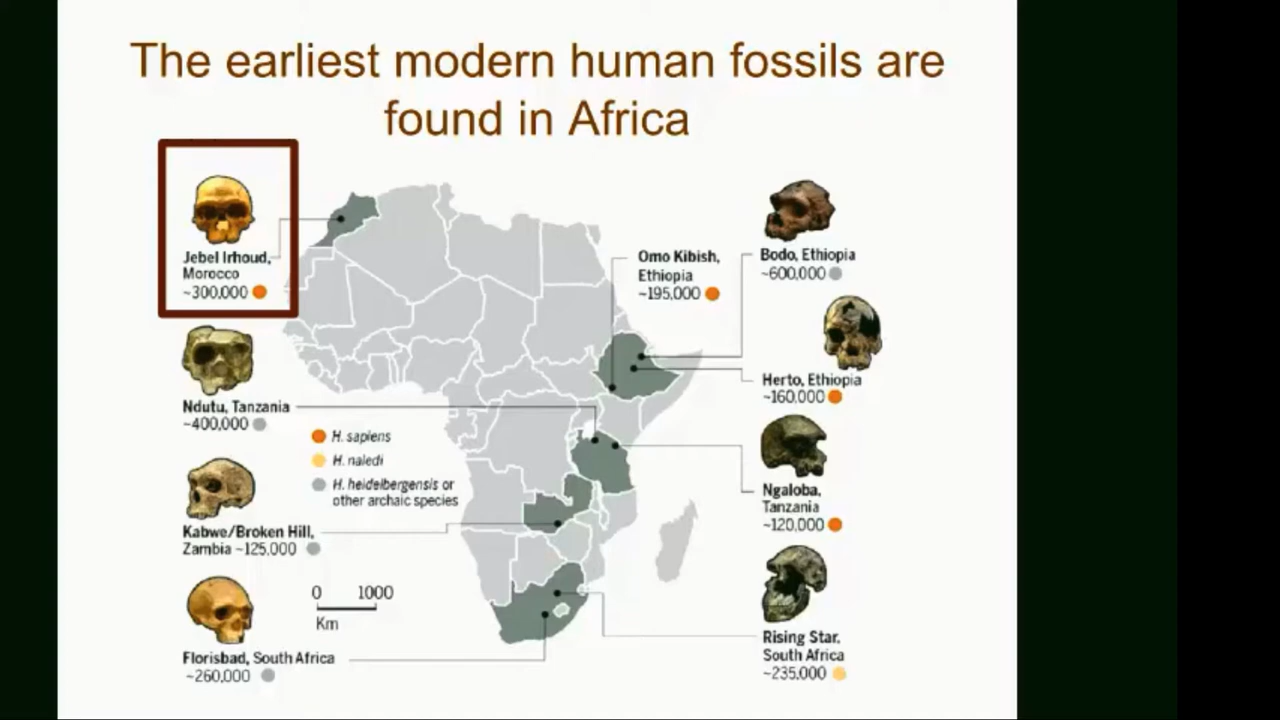 The earliest modern human fossils are
found in Africa
Jebel Irhoud,
Morocco
~300,000
Ndutu, Tanzania
~400,000
H. sapiens
H. naledi
H. heidelbergensis or
other archaic species
Kabwe/Broken Hill,
Zambia ~125,000
0 1000
Km
Florisbad, South Africa
~260,000
Omo Kibish,
Ethiopia
~195,000
Bodo, Ethiopia
~600,000
Herto, Ethiopia
~160,000
Ngaloba,
Tanzania
~120,000
Rising Star,
South Africa
~235,000